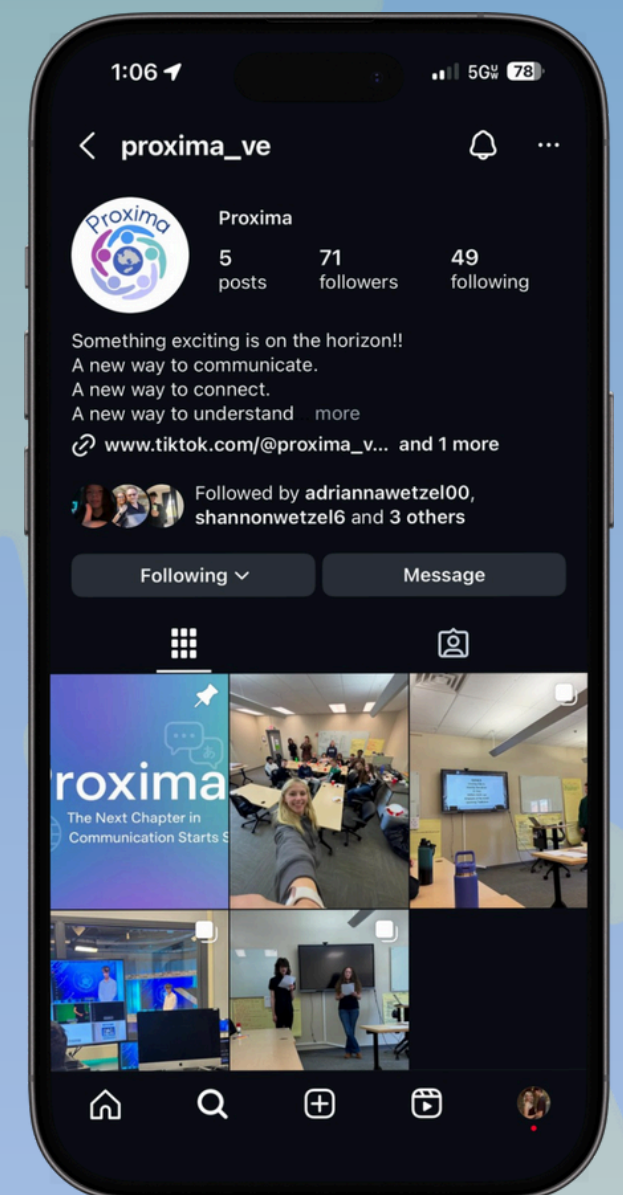 1:06 5G UW 78
proxima_ve
Proxima
Proxima
5 71 49
posts followers following
Something exciting is on the horizon!!
A new way to communicate.
A new way to connect.
A new way to understand more
www.tiktok.com/@proxima_v... and 1 more
Followed by adriannawetzel00,
shannonwetzel6 and 3 others
Following Message
roxima
The Next Chapter in
Communication Starts S